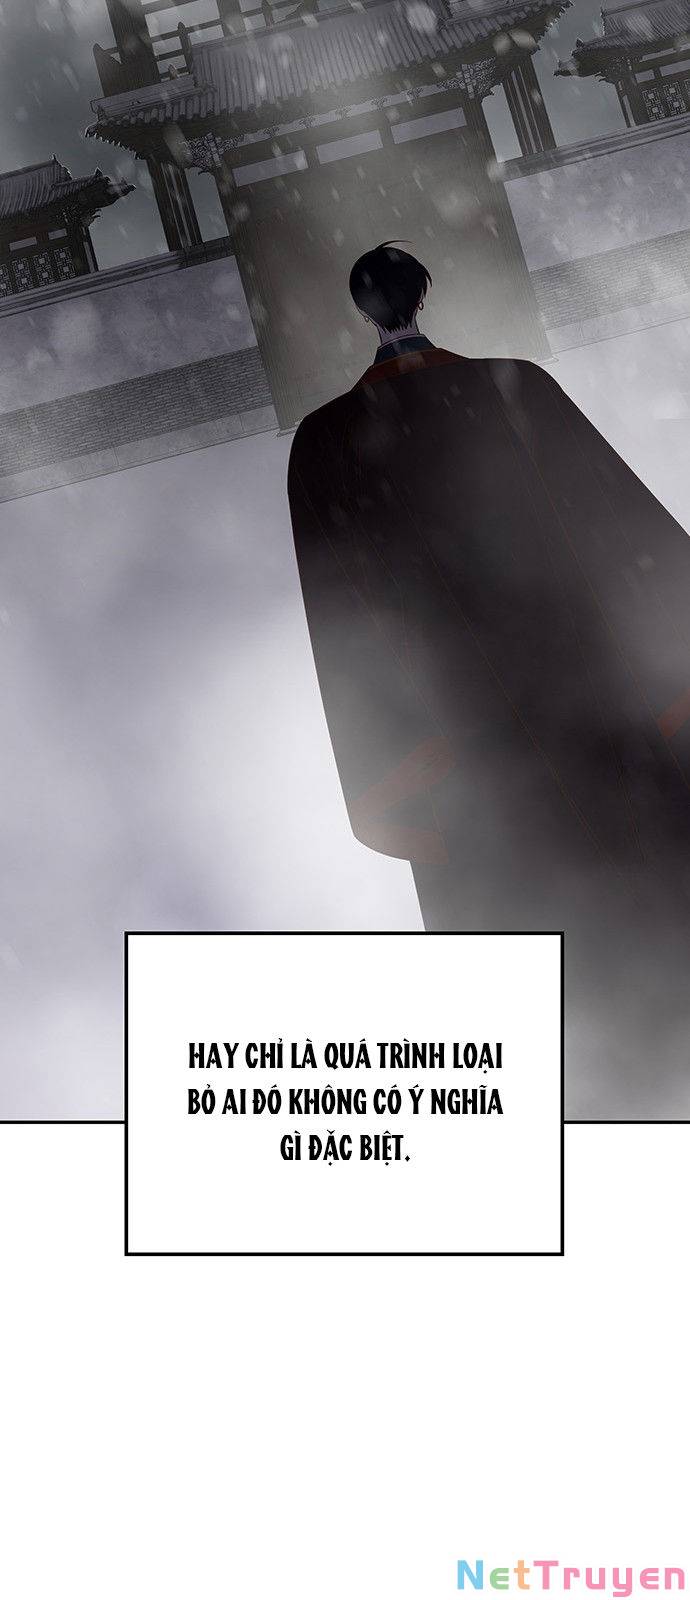 HAY CHỈ LÀ QUÁ TRÌNH LOẠI
BỎ AI ĐÓ KHÔNG CÓ Ý NGHĨA
GÌ ĐẶC BIỆT.
NetTruyen